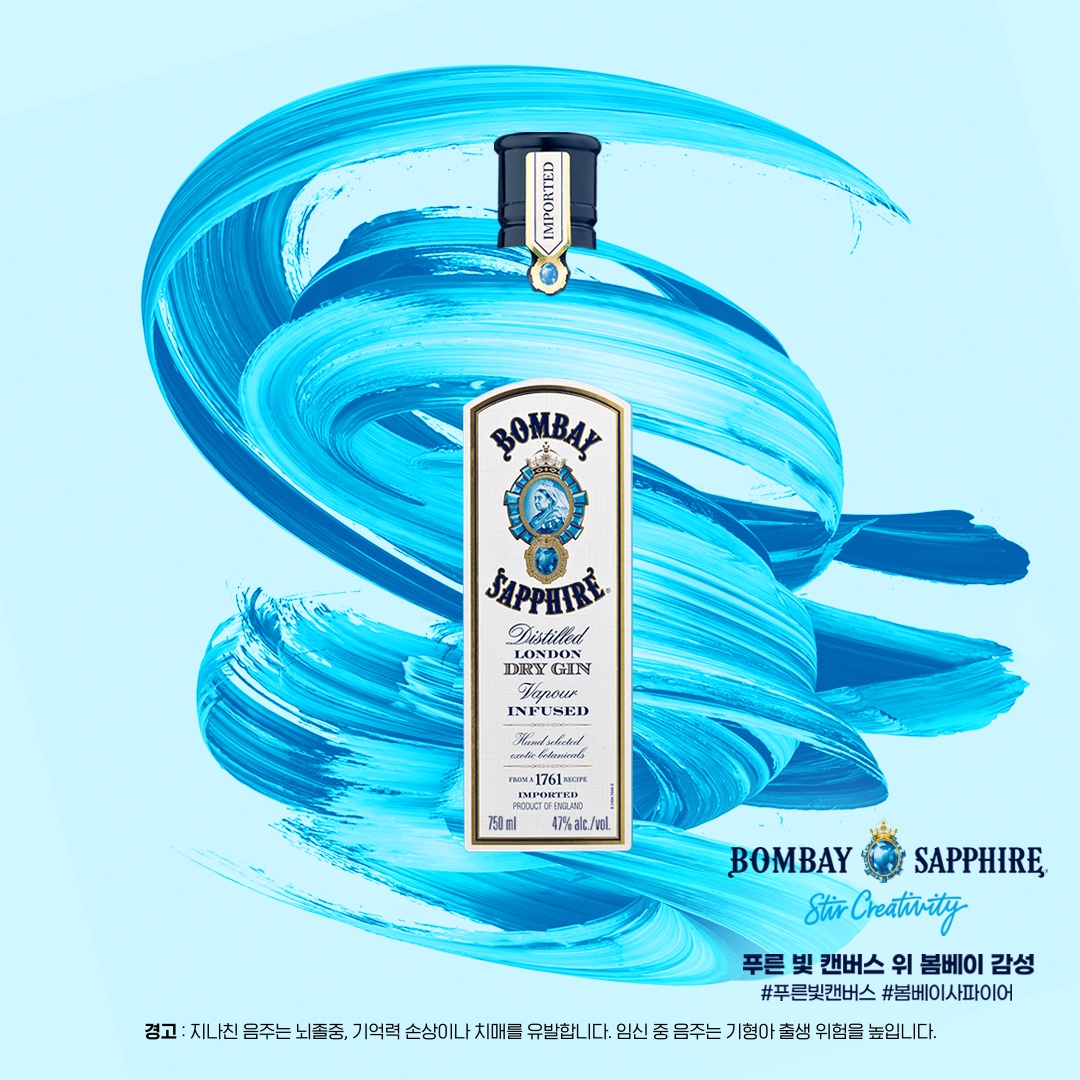 IMPORTED
BOMBAY
SAPPHIRE®
Distilled
LONDON
DRY GIN
Vapour
INFUSED
Hand selected
exotic botanicals
FROM A 1761 RECIPE
IMPORTED
PRODUCT OF ENGLAND
750 ml 47% alc./vol.
BOMBAY SAPPHIRE®
Stir Creativity
푸른 빛 캔버스 위 봄베이 감성
#푸른빛캔버스 #봄베이사파이어
경고 : 지나친 음주는 뇌졸중, 기억력 손상이나 치매를 유발합니다. 임신 중 음주는 기형아 출생 위험을 높입니다.